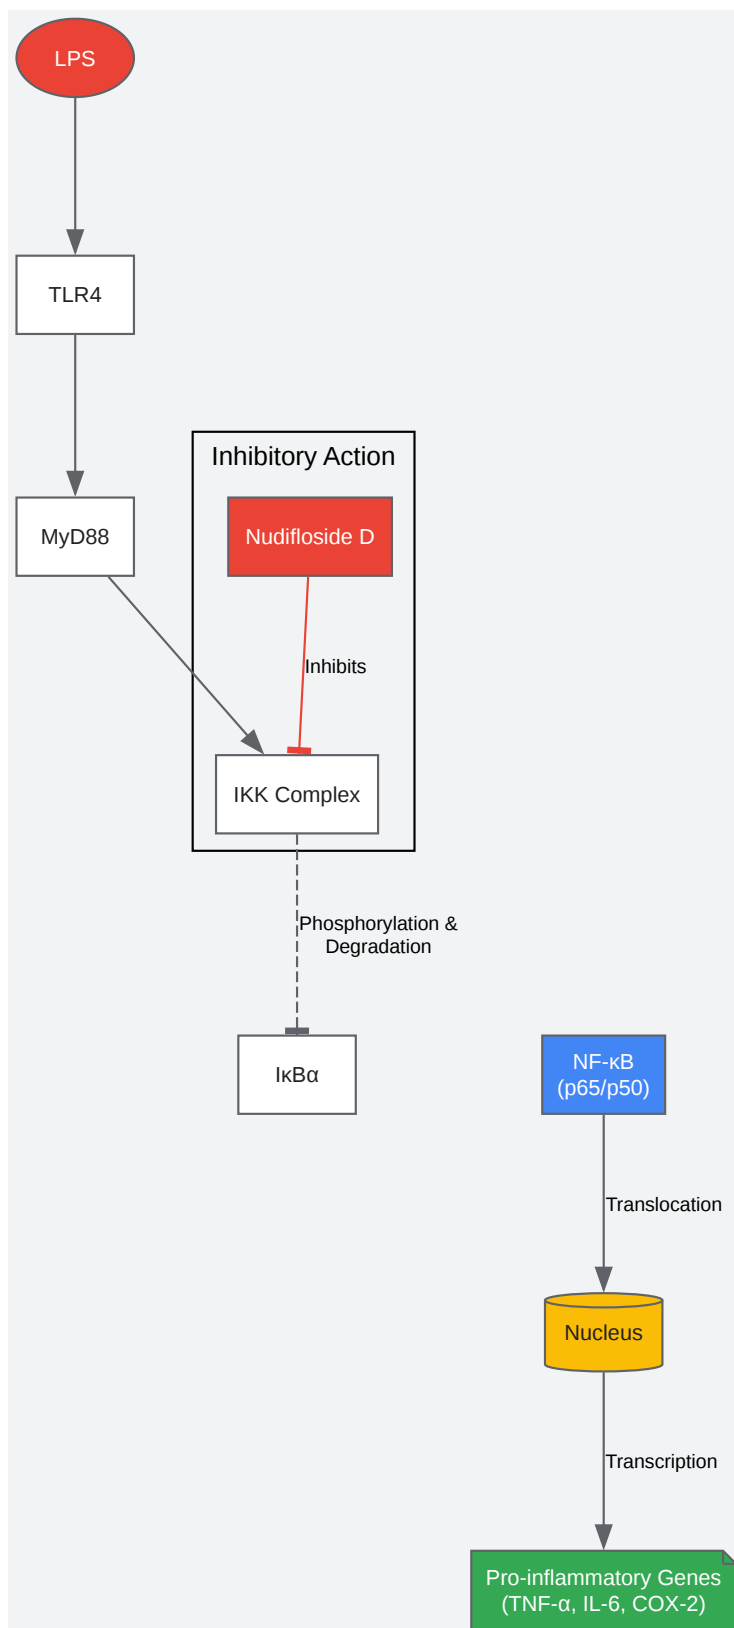 LPS
TLR4
Inhibitory Action
MyD88
Nudifloside D
Inhibits
IKK Complex
Phosphorylation &
Degradation
IκBα
NF-κB
(p65/p50)
Translocation
Nucleus
Transcription
Pro-inflammatory Genes
(TNF-α, IL-6, COX-2)